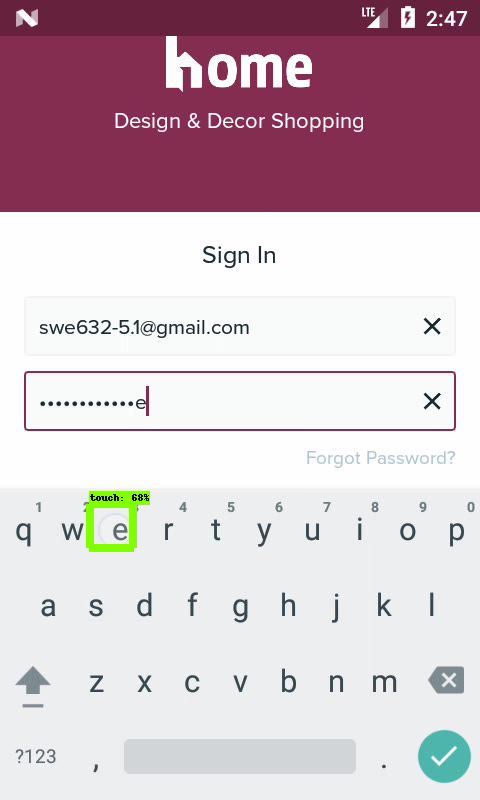 LTE 2:47
home
Design & Decor Shopping
Sign In
swe632-5.1@gmail.com
••••••••••••e
Forgot Password?
touch: 68%
1 2 3 4 5 6 7 8 9 0
q w e r t y u i o p
a s d f g h j k l
z x c v b n m
?123 , .